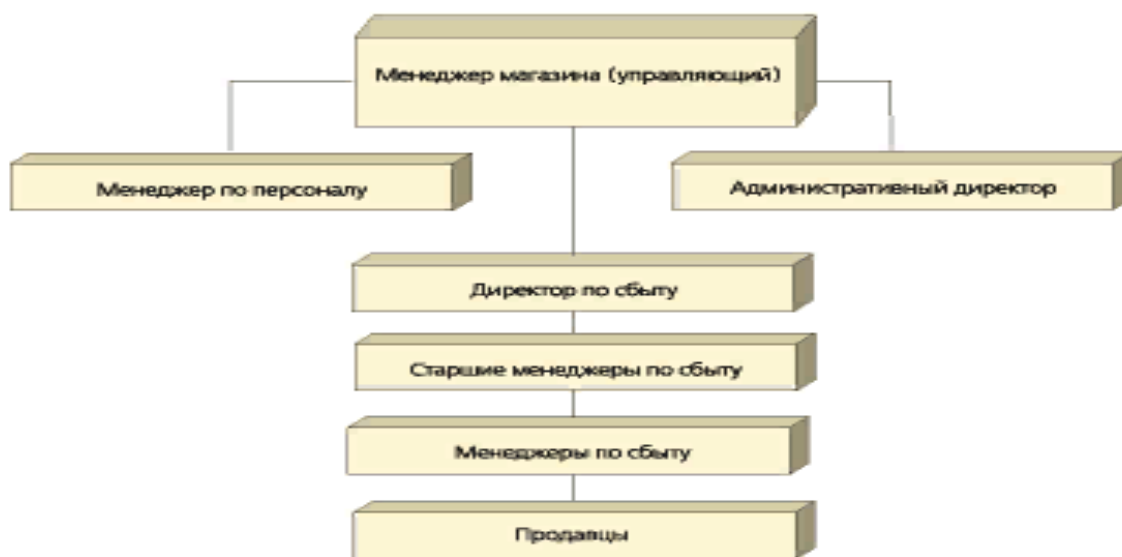 Менеджер магазина (управляющий)
Менеджер по персоналу
Административный директор
Директор по сбыту
Старшие менеджеры по сбыту
Менеджеры по сбыту
Продавцы